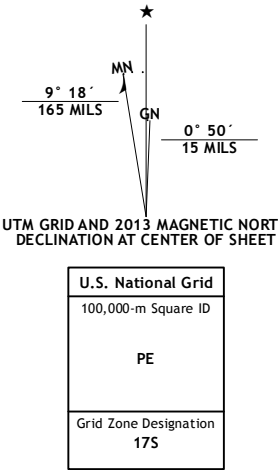 ★
MN
GN
9° 18´
165 MILS
0° 50´
15 MILS
UTM GRID AND 2013 MAGNETIC NORT
DECLINATION AT CENTER OF SHEET
U.S. National Grid
100,000-m Square ID
PE
Grid Zone Designation
17S